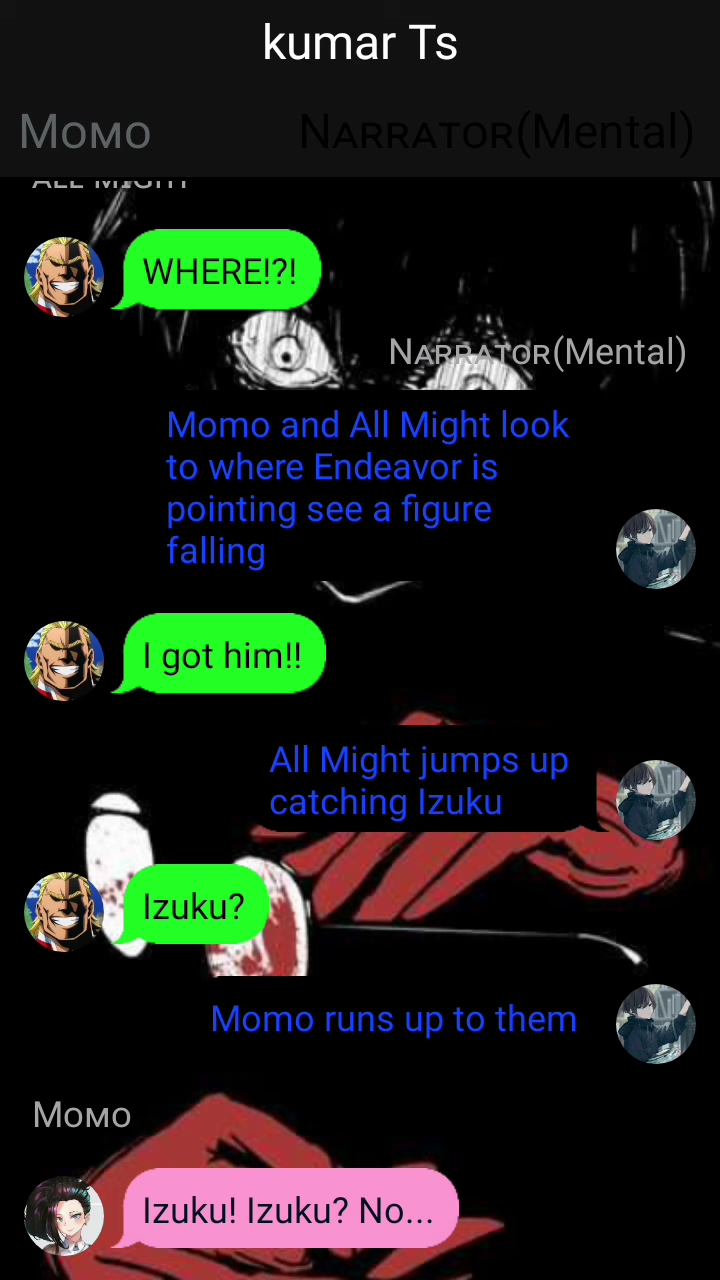 kumar Ts
Momo
Narrator(Mental)
All Might
WHERE!?!
Narrator(Mental)
Momo and All Might look
to where Endeavor is
pointing see a figure
falling
I got him!!
All Might jumps up
catching Izuku
Izuku?
Momo runs up to them
Momo
Izuku! Izuku? No...